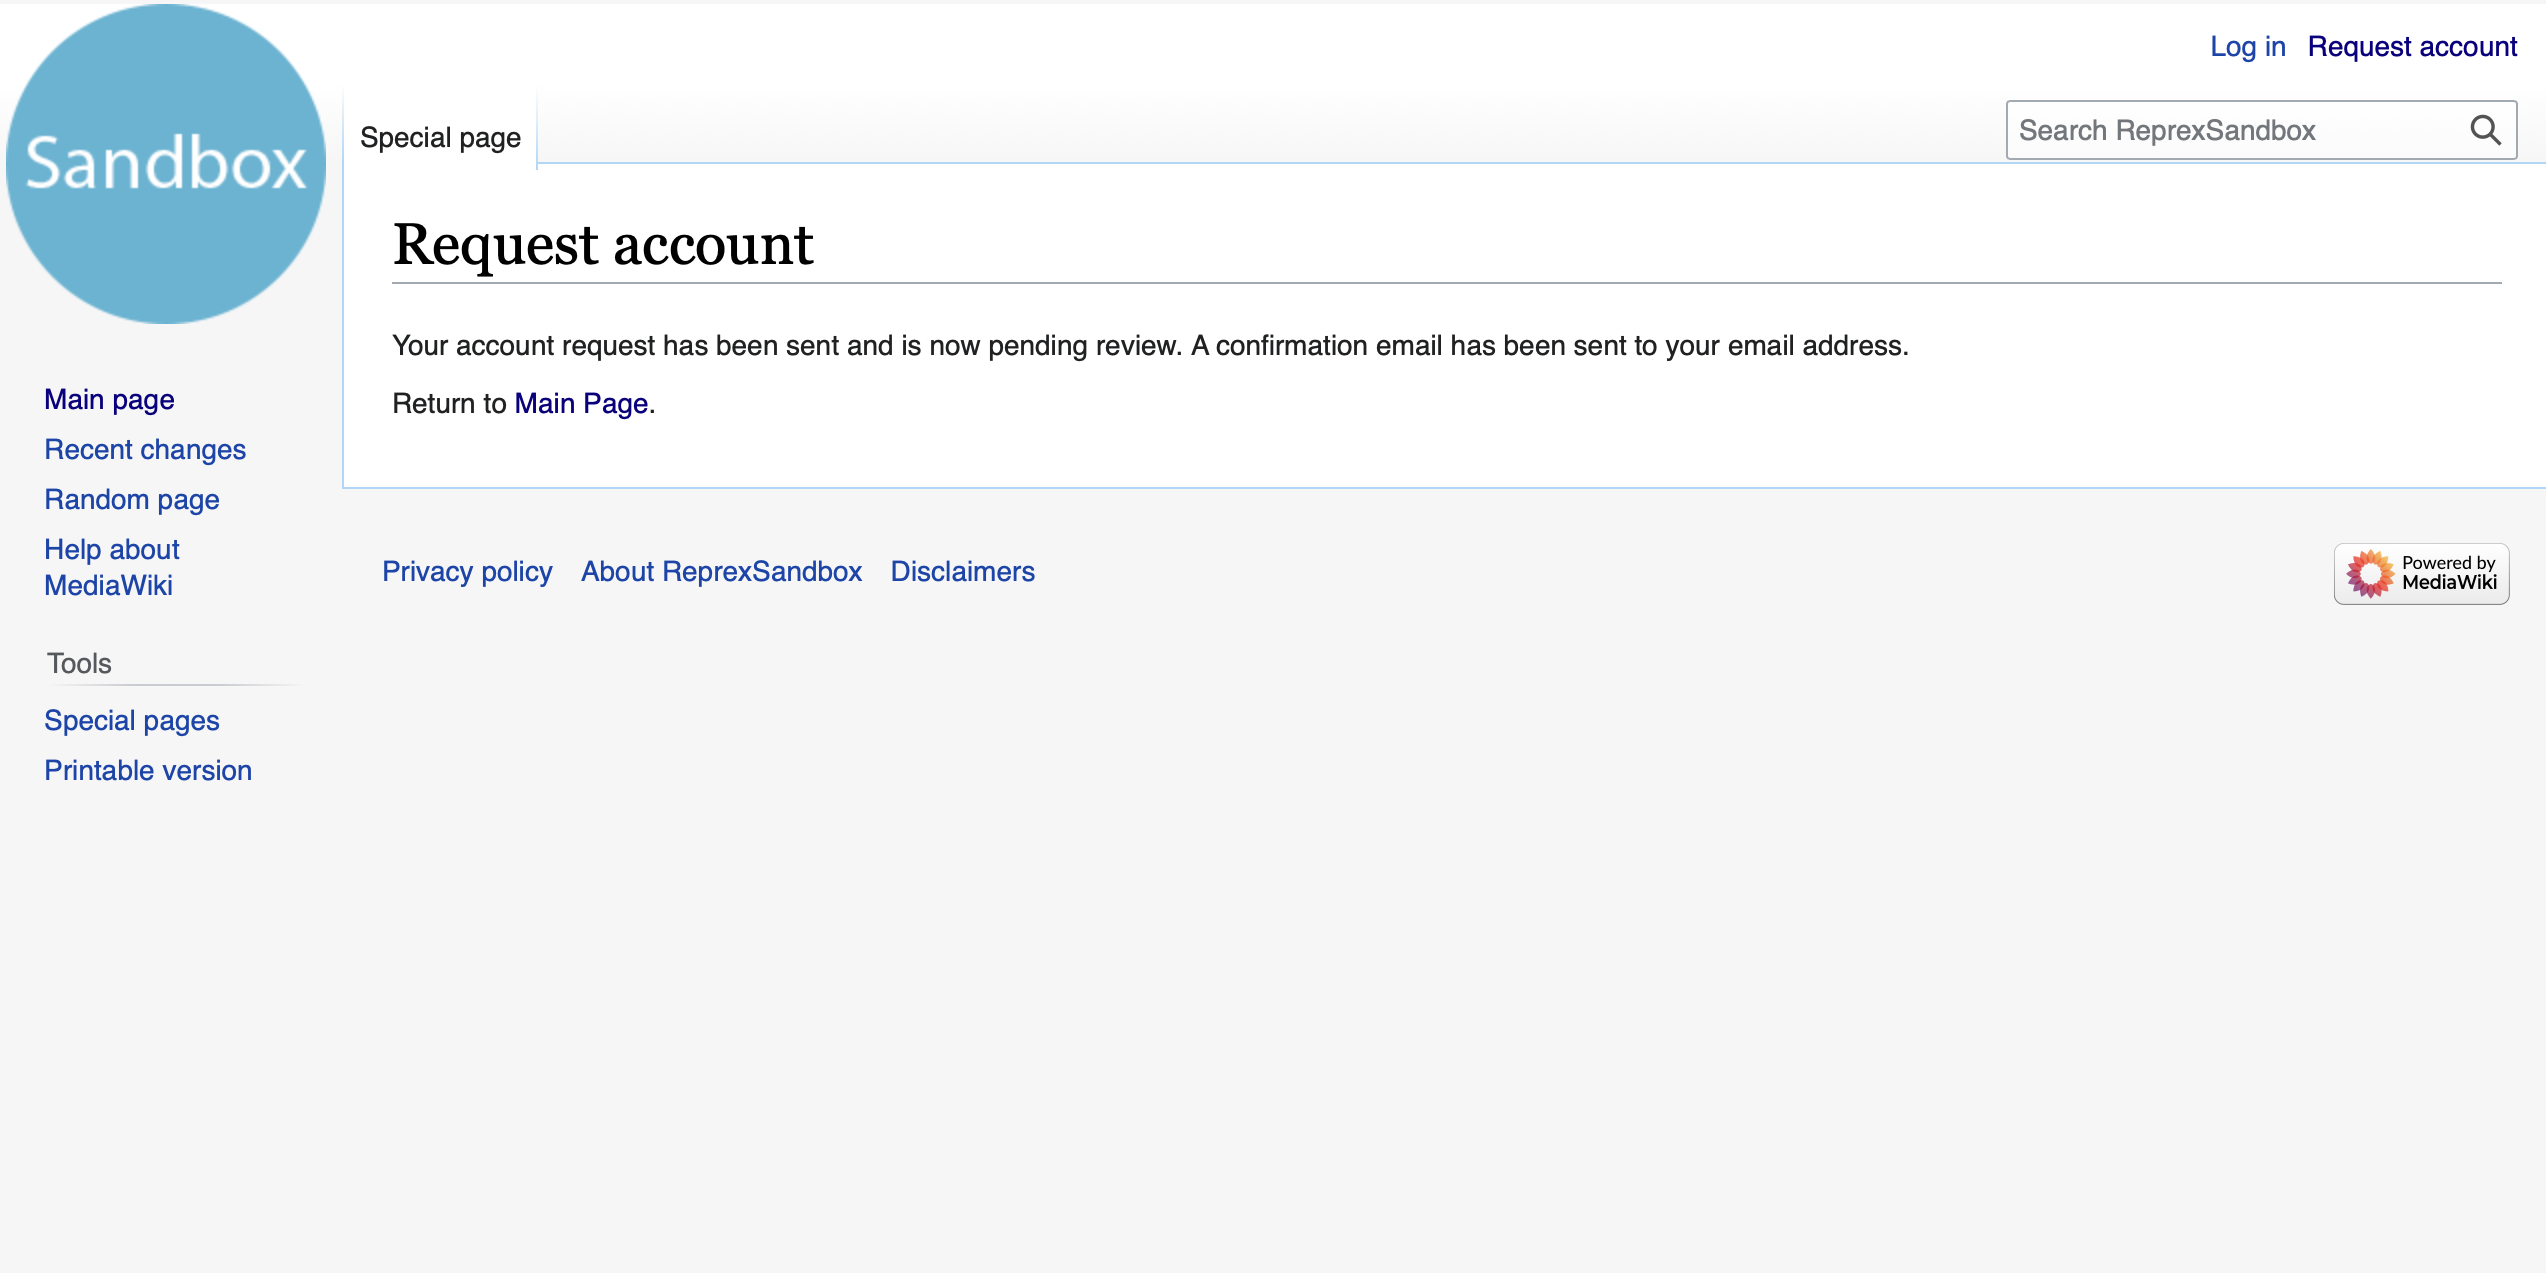 Sandbox
Log in Request account
Special page
Search ReprexSandbox
Request account
Your account request has been sent and is now pending review. A confirmation email has been sent to your email address.
Return to Main Page.
Main page
Recent changes
Random page
Help about
MediaWiki
Tools
Special pages
Printable version
Privacy policy About ReprexSandbox Disclaimers
Powered by
MediaWiki